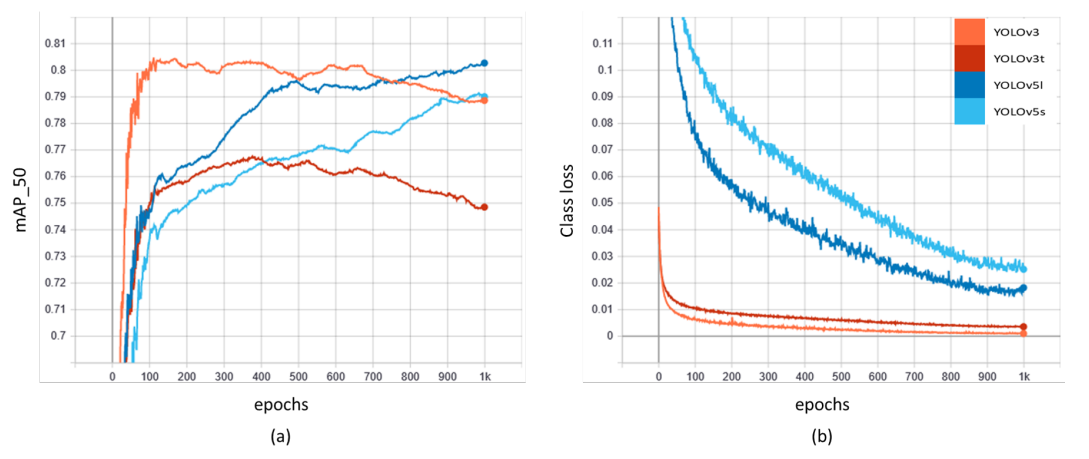 0.81
0.8
0.79
0.78
0.77
0.76
0.75
0.74
0.73
0.72
0.71
0.7
mAP_50
0 100 200 300 400 500 600 700 800 900 1k
epochs
(a)
0.11
0.1
0.09
0.08
0.07
0.06
0.05
0.04
0.03
0.02
0.01
0
Class loss
0 100 200 300 400 500 600 700 800 900 1k
epochs
(b)
YOLOv3
YOLOv3t
YOLOv5l
YOLOv5s